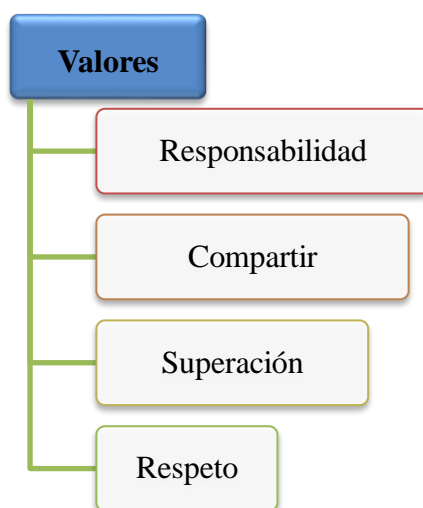 Valores
Responsabilidad
Compartir
Superación
Respeto